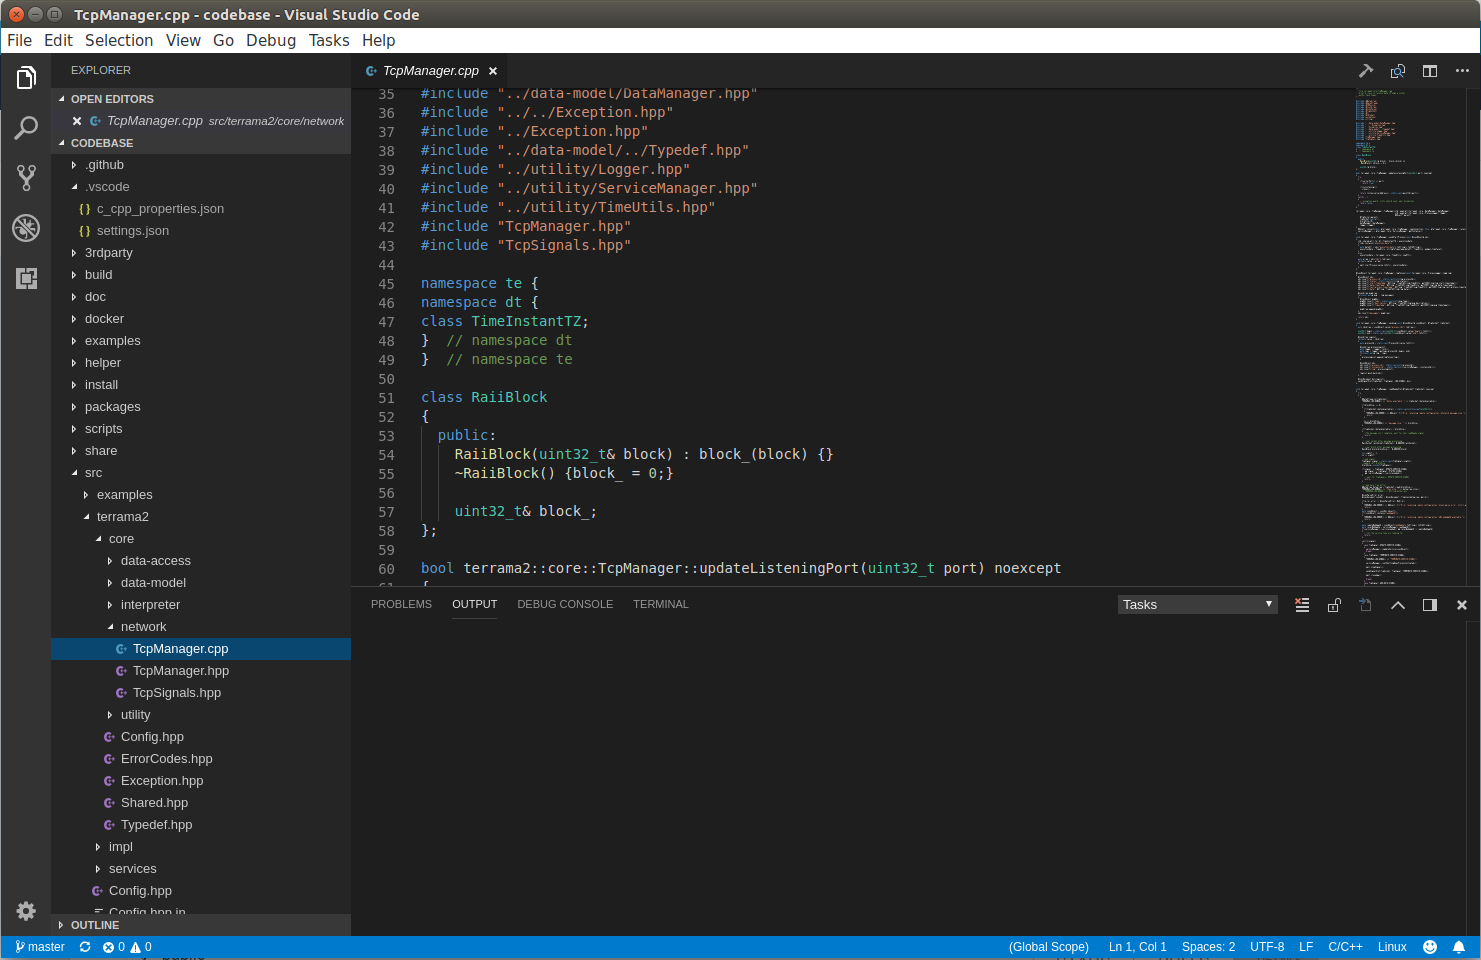 TcpManager.cpp - codebase - Visual Studio Code
File Edit Selection View Go Debug Tasks Help
EXPLORER
OPEN EDITORS
TcpManager.cpp src/terrama2/core/network
CODEBASE
.github
.vscode
{} c_cpp_properties.json
{} settings.json
3rdparty
build
doc
docker
examples
helper
install
packages
scripts
share
src
examples
terrama2
core
data-access
data-model
interpreter
network
TcpManager.cpp
TcpManager.hpp
TcpSignals.hpp
utility
Config.hpp
ErrorCodes.hpp
Exception.hpp
Shared.hpp
Typedef.hpp
impl
services
Config.hpp
Config.hpp.in
OUTLINE
TcpManager.cpp
35 #include "../data-model/DataManager.hpp"
36 #include "../../Exception.hpp"
37 #include "../Exception.hpp"
38 #include "../data-model/../Typedef.hpp"
39 #include "../utility/Logger.hpp"
40 #include "../utility/ServiceManager.hpp"
41 #include "../utility/TimeUtils.hpp"
42 #include "TcpManager.hpp"
43 #include "TcpSignals.hpp"
44
45 namespace te {
46 namespace dt {
47 class TimeInstantTZ;
48 }  // namespace dt
49 }  // namespace te
50
51 class RaiiBlock
52 {
53   public:
54     RaiiBlock(uint32_t& block) : block_(block) {}
55     ~RaiiBlock() {block_ = 0;}
56
57     uint32_t& block_;
58 };
59
60 bool terrama2::core::TcpManager::updateListeningPort(uint32_t port) noexcept
61 {
PROBLEMS OUTPUT DEBUG CONSOLE TERMINAL
Tasks
master 0 0
(Global Scope) Ln 1, Col 1 Spaces: 2 UTF-8 LF C/C++ Linux